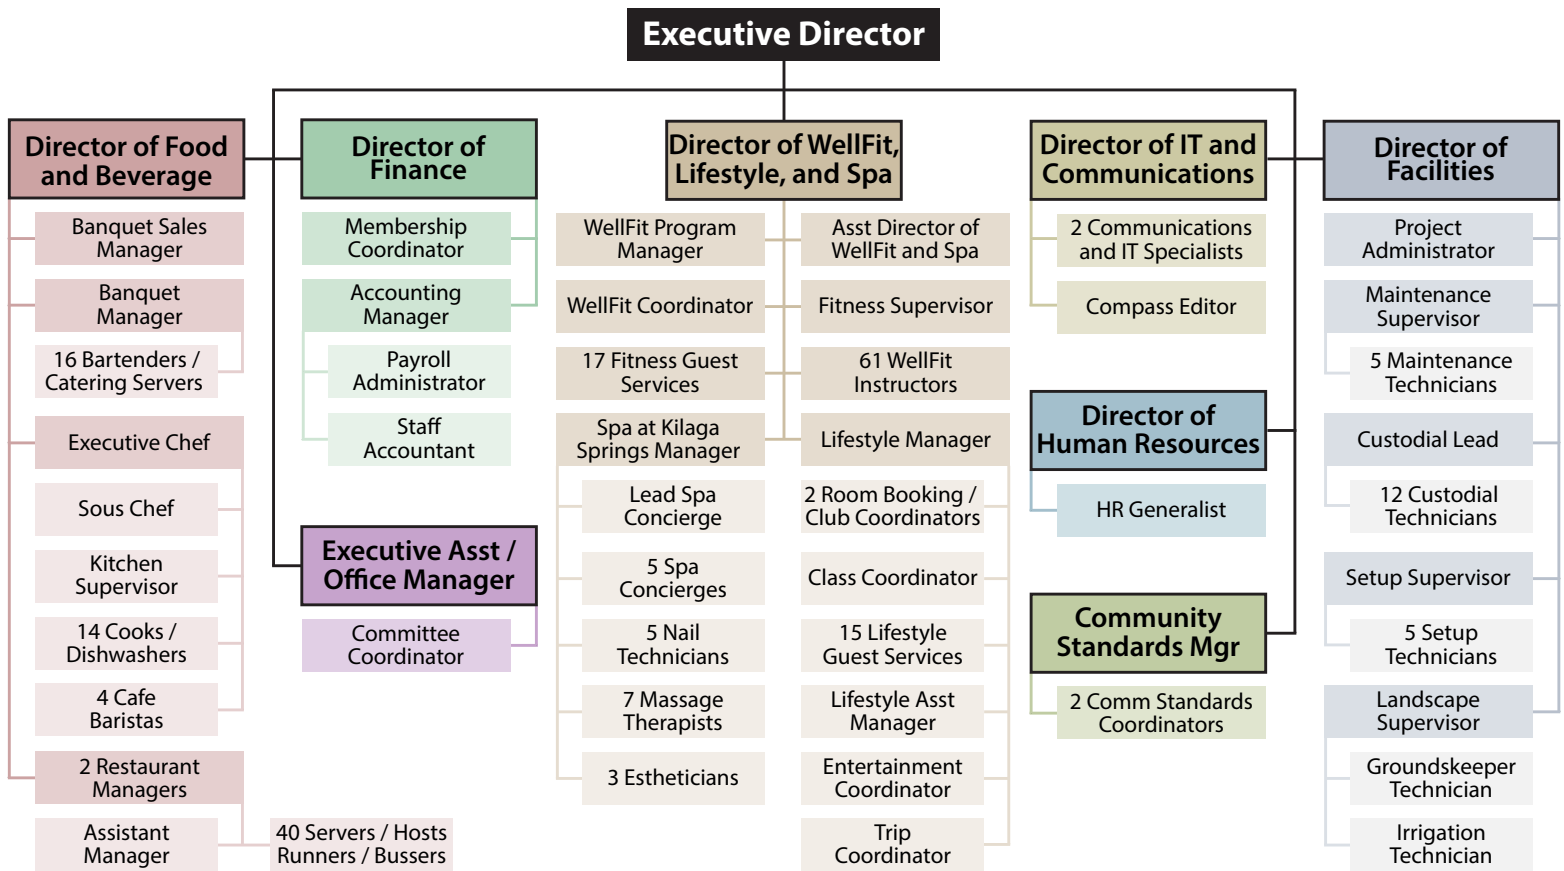 Executive Director
Director of Food
and Beverage
Banquet Sales
Manager
Banquet
Manager
16 Bartenders /
Catering Servers
Executive Chef
Sous Chef
Kitchen
Supervisor
14 Cooks /
Dishwashers
4 Cafe
Baristas
2 Restaurant
Managers
Assistant
Manager
40 Servers / Hosts
Runners / Bussers
Director of
Finance
Membership
Coordinator
Accounting
Manager
Payroll
Administrator
Staff
Accountant
Executive Asst /
Office Manager
Committee
Coordinator
Director of WellFit,
Lifestyle, and Spa
WellFit Program
Manager
WellFit Coordinator
17 Fitness Guest
Services
Spa at Kilaga
Springs Manager
Lead Spa
Concierge
5 Spa
Concierges
5 Nail
Technicians
7 Massage
Therapists
3 Estheticians
Asst Director of
WellFit and Spa
Fitness Supervisor
61 WellFit
Instructors
Lifestyle Manager
2 Room Booking /
Club Coordinators
Class Coordinator
15 Lifestyle
Guest Services
Lifestyle Asst
Manager
Entertainment
Coordinator
Trip
Coordinator
Director of IT and
Communications
2 Communications
and IT Specialists
Compass Editor
Director of
Human Resources
HR Generalist
Community
Standards Mgr
2 Comm Standards
Coordinators
Director of
Facilities
Project
Administrator
Maintenance
Supervisor
5 Maintenance
Technicians
Custodial Lead
12 Custodial
Technicians
Setup Supervisor
5 Setup
Technicians
Landscape
Supervisor
Groundskeeper
Technician
Irrigation
Technician